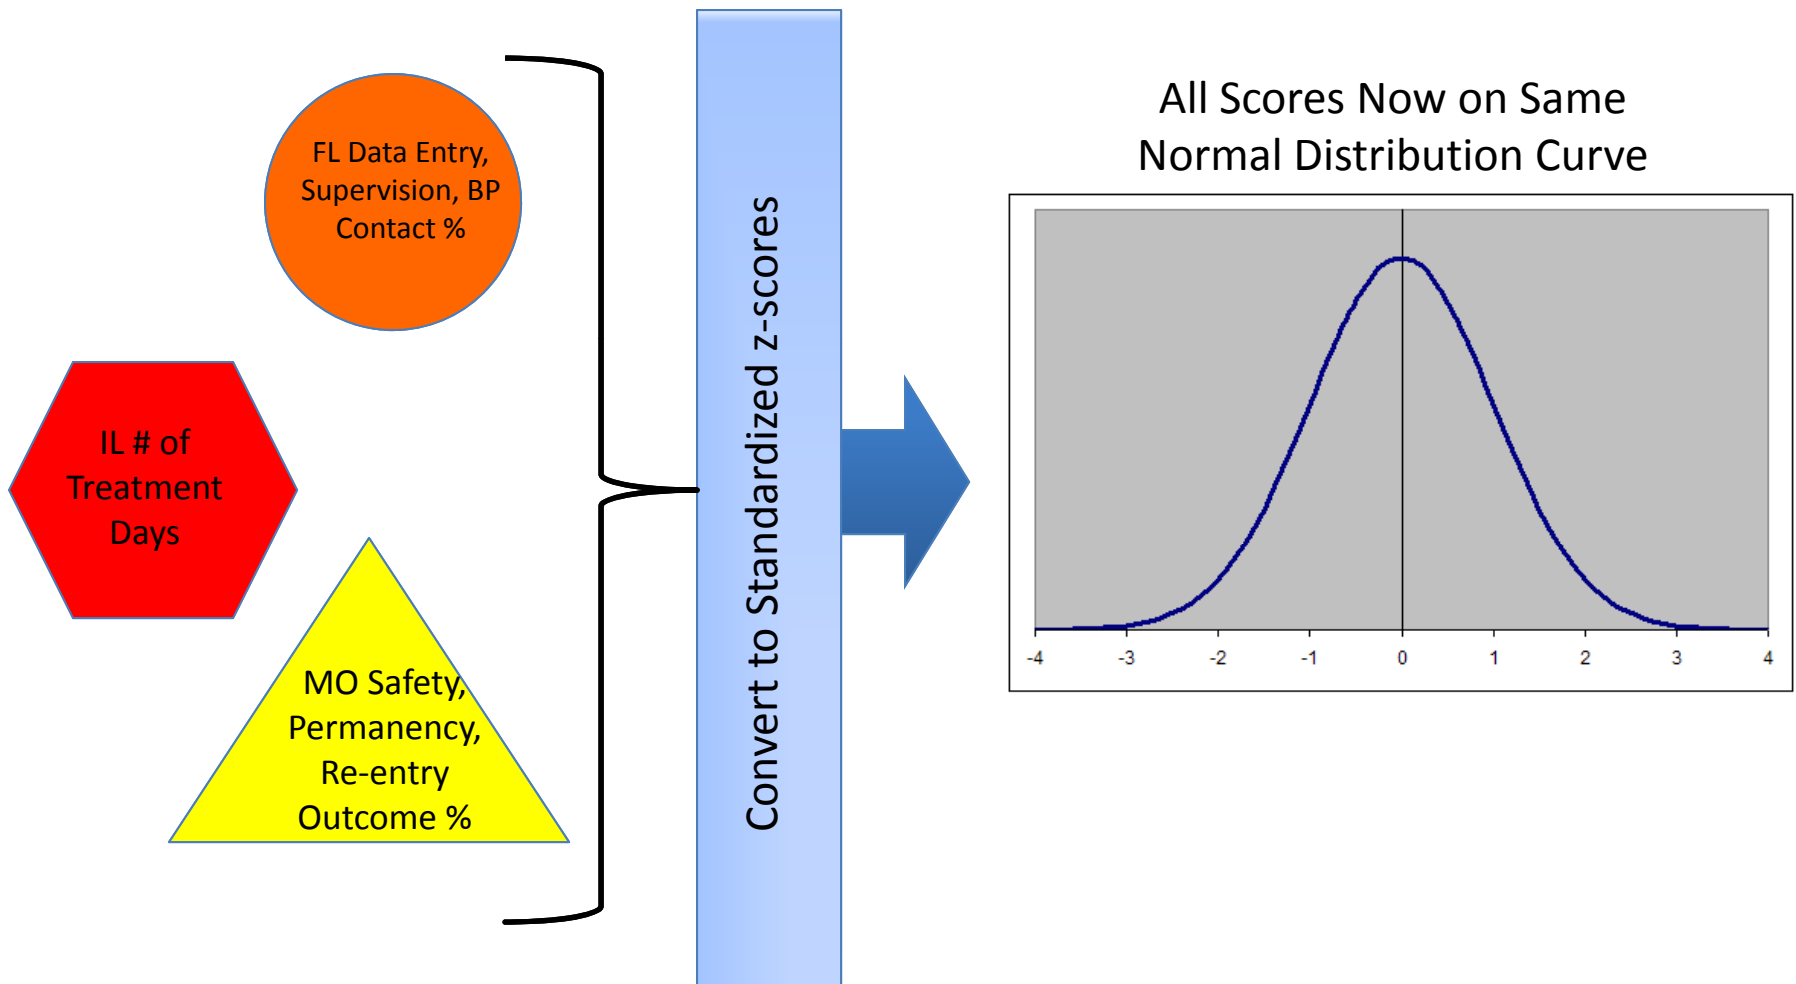 FL Data Entry,
Supervision, BP
Contact %
IL # of
Treatment
Days
MO Safety,
Permanency,
Re-entry
Outcome %
Convert to Standardized z-scores
All Scores Now on Same
Normal Distribution Curve
-4 -3 -2 -1 0 1 2 3 4